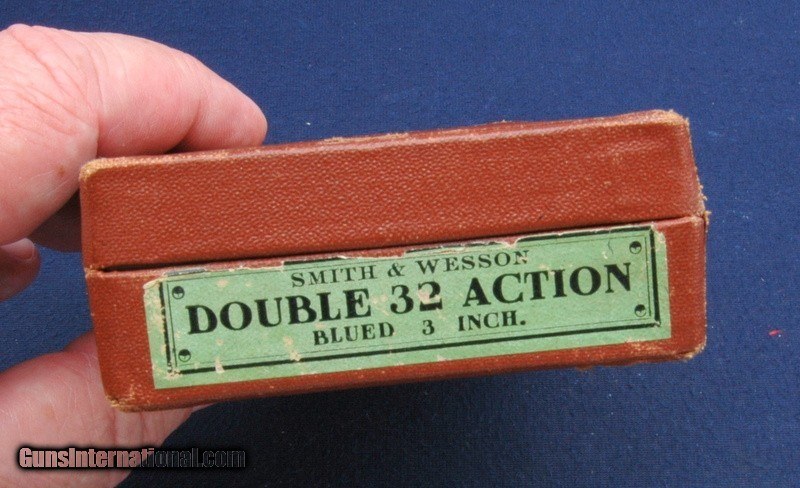 SMITH & WESSON
DOUBLE 32 ACTION
BLUED 3 INCH.
GunsInternational.com